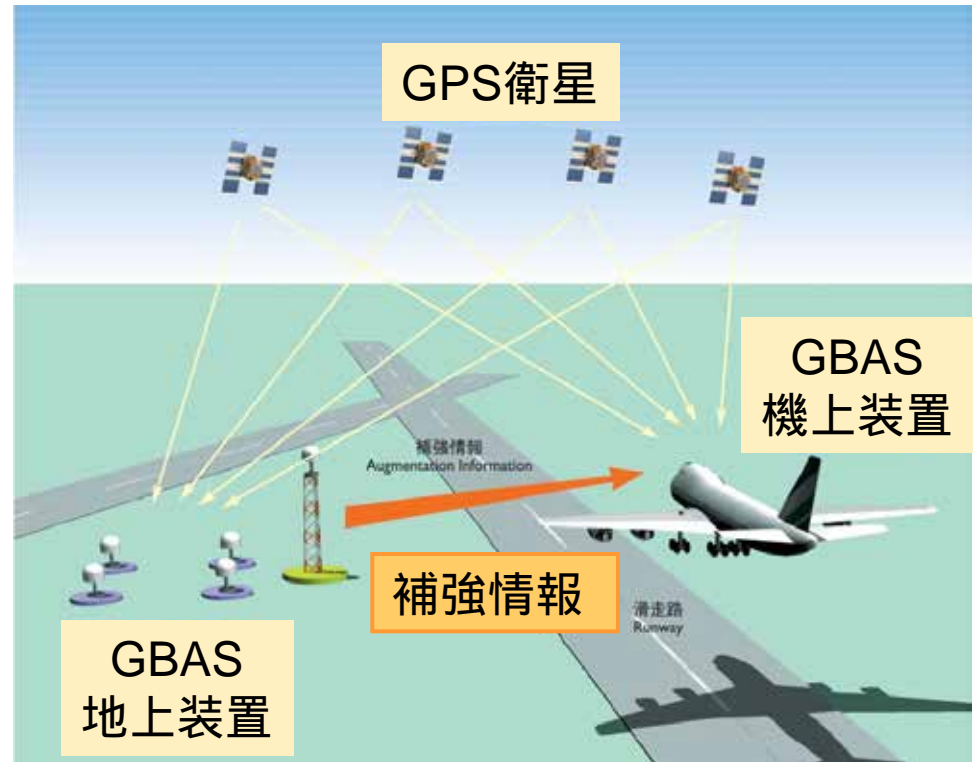 GPS衛星
GBAS
機上装置
補強情報
Augmentation Information
補強情報
滑走路
Runway
GBAS
地上装置